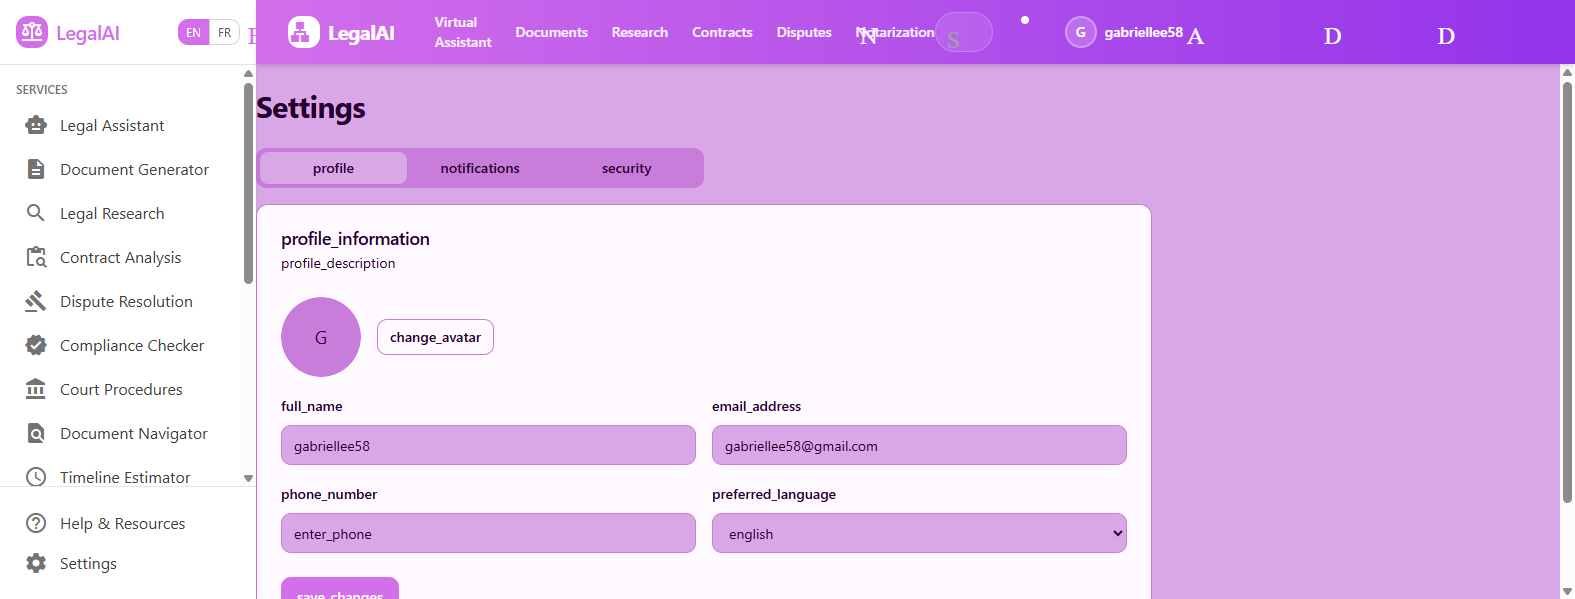 LegalAI
EN FR
SERVICES
Legal Assistant
Document Generator
Legal Research
Contract Analysis
Dispute Resolution
Compliance Checker
Court Procedures
Document Navigator
Timeline Estimator
Help & Resources
Settings
LegalAI
Virtual
Assistant
Documents
Research
Contracts
Disputes
Notarization
N
S
G
gabriellee58
A
D
D
Settings
profile
notifications
security
profile_information
profile_description
G
change_avatar
full_name
email_address
gabriellee58
gabriellee58@gmail.com
phone_number
preferred_language
enter_phone
english
save_changes